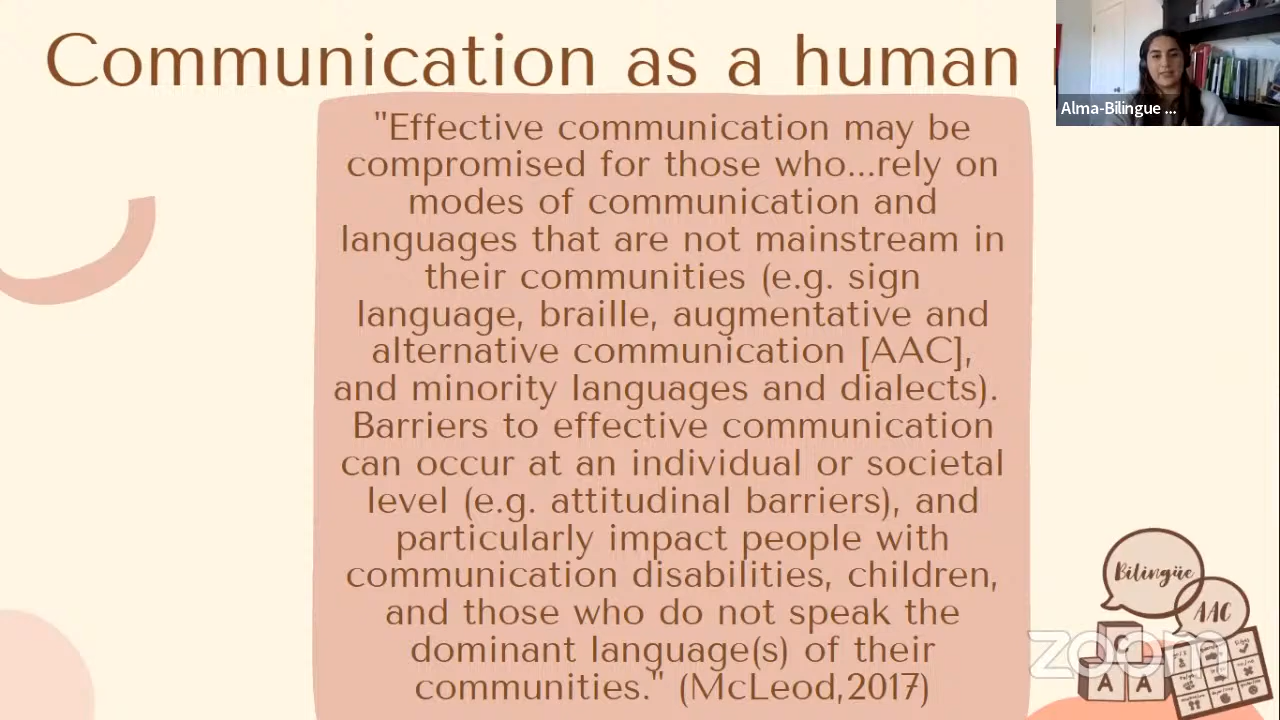 Communication as a human
"Effective communication may be
compromised for those who...rely on
modes of communication and
languages that are not mainstream in
their communities (e.g. sign
language, braille, augmentative and
alternative communication [AAC],
and minority languages and dialects).
Barriers to effective communication
can occur at an individual or societal
level (e.g. attitudinal barriers), and
particularly impact people with
communication disabilities, children,
and those who do not speak the
dominant language(s) of their
communities." (McLeod,2017)
Alma-Bilingue ...
Bilingüe
AAC
C
A A
zoom